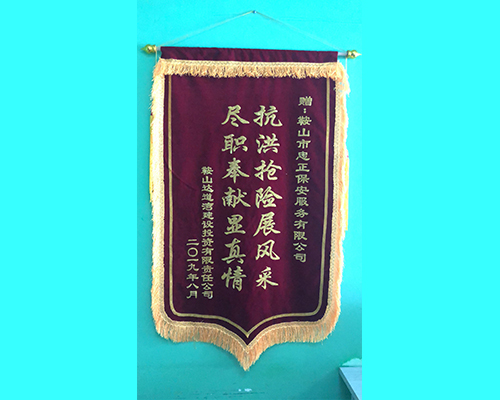 赠：鞍山市忠正保安服务有限公司
抗洪抢险展风采
尽职奉献显真情
鞍山达道湾建设投资有限责任公司
二〇一九年八月